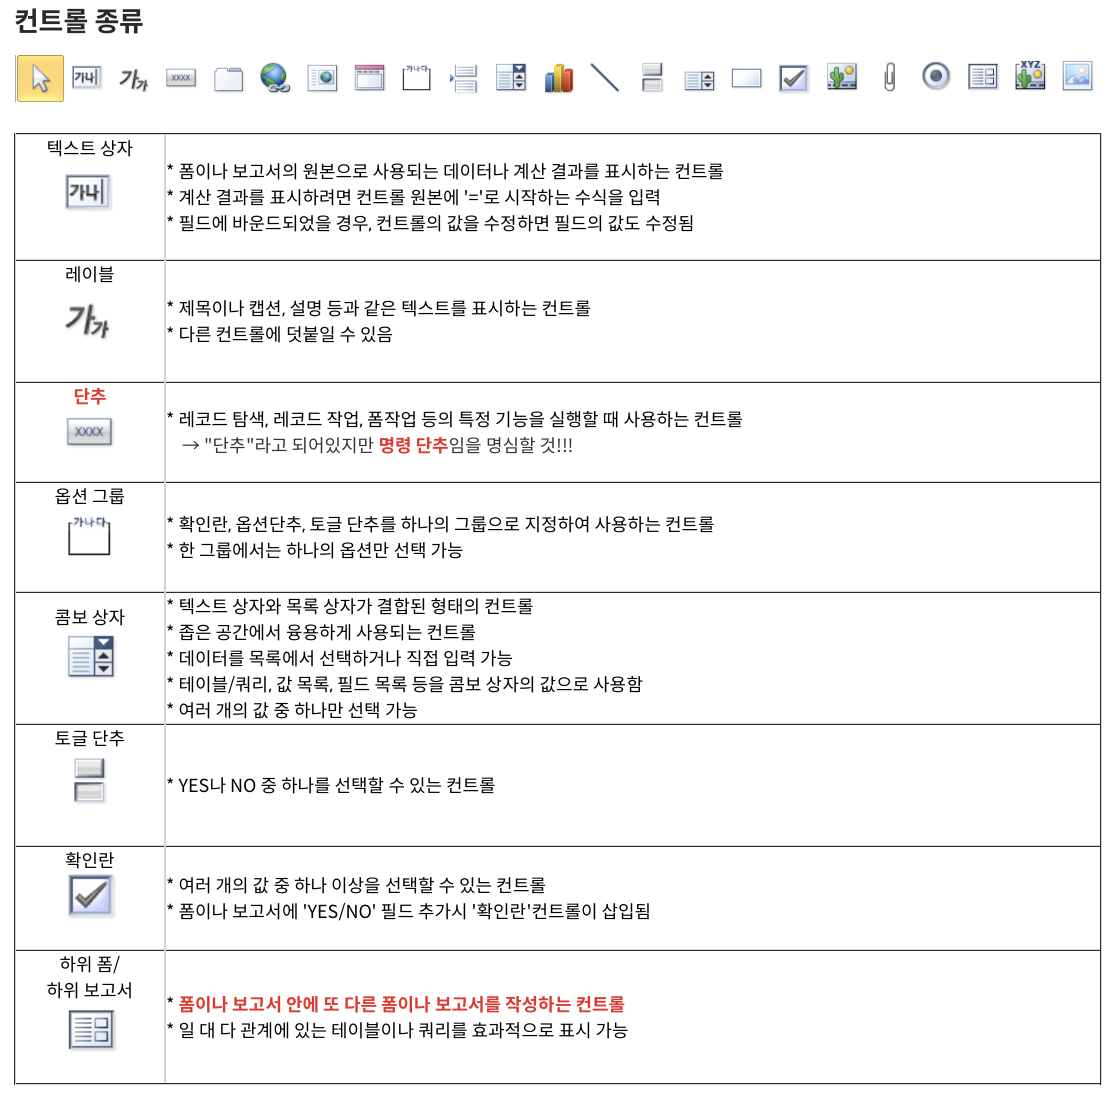 컨트롤 종류
가나 가가 xxxx 가나다 XYZ
텍스트 상자
가나
* 폼이나 보고서의 원본으로 사용되는 데이터나 계산 결과를 표시하는 컨트롤
* 계산 결과를 표시하려면 컨트롤 원본에 '='로 시작하는 수식을 입력
* 필드에 바운드되었을 경우, 컨트롤의 값을 수정하면 필드의 값도 수정됨
레이블
가가
* 제목이나 캡션, 설명 등과 같은 텍스트를 표시하는 컨트롤
* 다른 컨트롤에 덧붙일 수 있음
단추
xxxx
* 레코드 탐색, 레코드 작업, 폼작업 등의 특정 기능을 실행할 때 사용하는 컨트롤
→ "단추"라고 되어있지만 명령 단추임을 명심할 것!!!
옵션 그룹
가나다
* 확인란, 옵션단추, 토글 단추를 하나의 그룹으로 지정하여 사용하는 컨트롤
* 한 그룹에서는 하나의 옵션만 선택 가능
콤보 상자
* 텍스트 상자와 목록 상자가 결합된 형태의 컨트롤
* 좁은 공간에서 융용하게 사용되는 컨트롤
* 데이터를 목록에서 선택하거나 직접 입력 가능
* 테이블/쿼리, 값 목록, 필드 목록 등을 콤보 상자의 값으로 사용함
* 여러 개의 값 중 하나만 선택 가능
토글 단추
* YES나 NO 중 하나를 선택할 수 있는 컨트롤
확인란
* 여러 개의 값 중 하나 이상을 선택할 수 있는 컨트롤
* 폼이나 보고서에 'YES/NO' 필드 추가시 '확인란'컨트롤이 삽입됨
하위 폼/
하위 보고서
* 폼이나 보고서 안에 또 다른 폼이나 보고서를 작성하는 컨트롤
* 일 대 다 관계에 있는 테이블이나 쿼리를 효과적으로 표시 가능